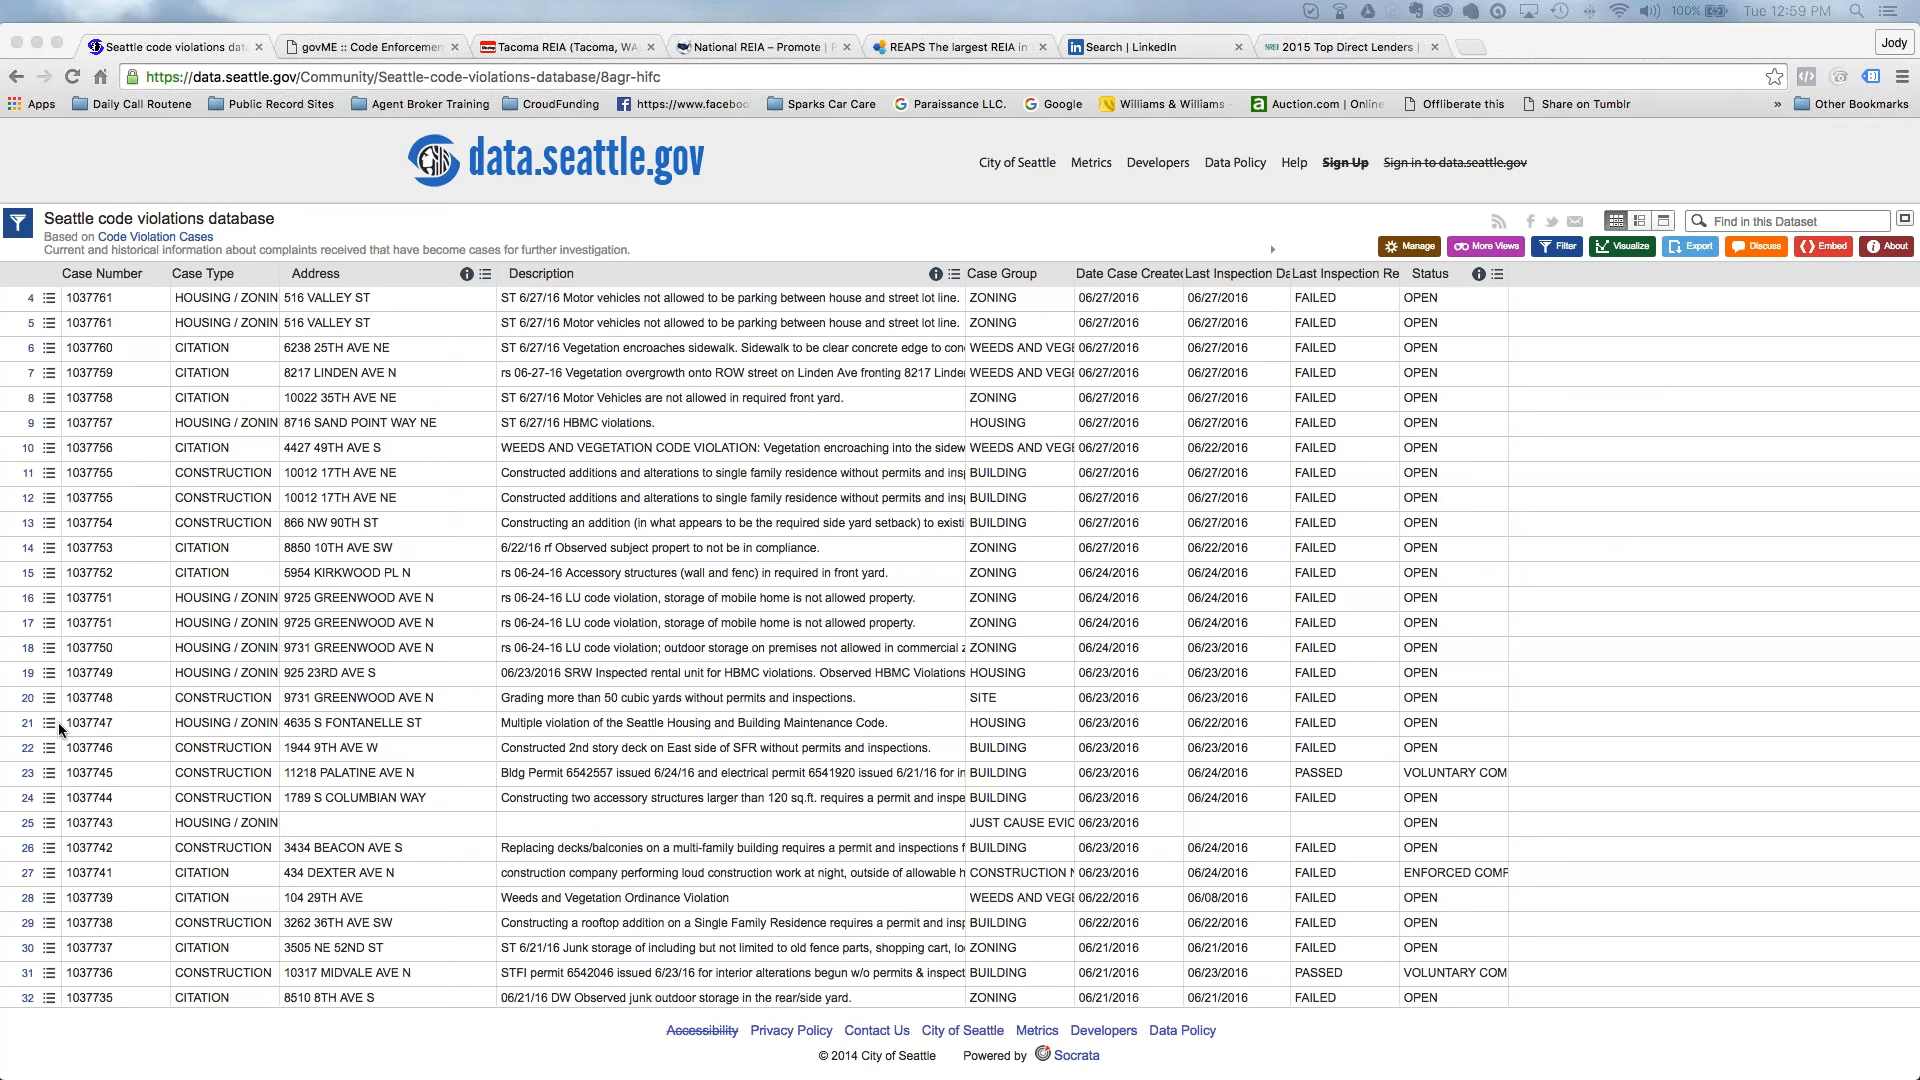 100% Tue 12:59 PM
Seattle code violations dat
govME :: Code Enforcemen
Tacoma REIA (Tacoma, WA
National REIA – Promote | P
REAPS The largest REIA in
Search | LinkedIn
2015 Top Direct Lenders |
Jody
https://data.seattle.gov/Community/Seattle-code-violations-database/8agr-hifc
Apps Daily Call Routene Public Record Sites Agent Broker Training CroudFunding https://www.faceboo Sparks Car Care Paraissance LLC. Google Williams & Williams Auction.com | Online Offliberate this Share on Tumblr » Other Bookmarks
data.seattle.gov
City of Seattle Metrics Developers Data Policy Help Sign Up Sign in to data.seattle.gov
Seattle code violations database
Based on Code Violation Cases
Current and historical information about complaints received that have become cases for further investigation.
Find in this Dataset
Manage More Views Filter Visualize Export Discuss Embed About
Case Number Case Type Address Description Case Group Date Case Created Last Inspection Da Last Inspection Re Status
4 1037761 HOUSING / ZONIN 516 VALLEY ST ST 6/27/16 Motor vehicles not allowed to be parking between house and street lot line. ZONING 06/27/2016 06/27/2016 FAILED OPEN
5 1037761 HOUSING / ZONIN 516 VALLEY ST ST 6/27/16 Motor vehicles not allowed to be parking between house and street lot line. ZONING 06/27/2016 06/27/2016 FAILED OPEN
6 1037760 CITATION 6238 25TH AVE NE ST 6/27/16 Vegetation encroaches sidewalk. Sidewalk to be clear concrete edge to con WEEDS AND VEGE 06/27/2016 06/27/2016 FAILED OPEN
7 1037759 CITATION 8217 LINDEN AVE N rs 06-27-16 Vegetation overgrowth onto ROW street on Linden Ave fronting 8217 Linde WEEDS AND VEGE 06/27/2016 06/27/2016 FAILED OPEN
8 1037758 CITATION 10022 35TH AVE NE ST 6/27/16 Motor Vehicles are not allowed in required front yard. ZONING 06/27/2016 06/27/2016 FAILED OPEN
9 1037757 HOUSING / ZONIN 8716 SAND POINT WAY NE ST 6/27/16 HBMC violations. HOUSING 06/27/2016 06/27/2016 FAILED OPEN
10 1037756 CITATION 4427 49TH AVE S WEEDS AND VEGETATION CODE VIOLATION: Vegetation encroaching into the sidew WEEDS AND VEGE 06/27/2016 06/22/2016 FAILED OPEN
11 1037755 CONSTRUCTION 10012 17TH AVE NE Constructed additions and alterations to single family residence without permits and insp BUILDING 06/27/2016 06/27/2016 FAILED OPEN
12 1037755 CONSTRUCTION 10012 17TH AVE NE Constructed additions and alterations to single family residence without permits and insp BUILDING 06/27/2016 06/27/2016 FAILED OPEN
13 1037754 CONSTRUCTION 866 NW 90TH ST Constructing an addition (in what appears to be the required side yard setback) to existi BUILDING 06/27/2016 06/27/2016 FAILED OPEN
14 1037753 CITATION 8850 10TH AVE SW 6/22/16 rf Observed subject propert to not be in compliance. ZONING 06/27/2016 06/22/2016 FAILED OPEN
15 1037752 CITATION 5954 KIRKWOOD PL N rs 06-24-16 Accessory structures (wall and fenc) in required in front yard. ZONING 06/24/2016 06/24/2016 FAILED OPEN
16 1037751 HOUSING / ZONIN 9725 GREENWOOD AVE N rs 06-24-16 LU code violation, storage of mobile home is not allowed property. ZONING 06/24/2016 06/24/2016 FAILED OPEN
17 1037751 HOUSING / ZONIN 9725 GREENWOOD AVE N rs 06-24-16 LU code violation, storage of mobile home is not allowed property. ZONING 06/24/2016 06/24/2016 FAILED OPEN
18 1037750 HOUSING / ZONIN 9731 GREENWOOD AVE N rs 06-24-16 LU code violation; outdoor storage on premises not allowed in commercial z ZONING 06/24/2016 06/23/2016 FAILED OPEN
19 1037749 HOUSING / ZONIN 925 23RD AVE S 06/23/2016 SRW Inspected rental unit for HBMC violations. Observed HBMC Violations HOUSING 06/23/2016 06/23/2016 FAILED OPEN
20 1037748 CONSTRUCTION 9731 GREENWOOD AVE N Grading more than 50 cubic yards without permits and inspections. SITE 06/23/2016 06/23/2016 FAILED OPEN
21 1037747 HOUSING / ZONIN 4635 S FONTANELLE ST Multiple violation of the Seattle Housing and Building Maintenance Code. HOUSING 06/23/2016 06/22/2016 FAILED OPEN
22 1037746 CONSTRUCTION 1944 9TH AVE W Constructed 2nd story deck on East side of SFR without permits and inspections. BUILDING 06/23/2016 06/23/2016 FAILED OPEN
23 1037745 CONSTRUCTION 11218 PALATINE AVE N Bldg Permit 6542557 issued 6/24/16 and electrical permit 6541920 issued 6/21/16 for in BUILDING 06/23/2016 06/24/2016 PASSED VOLUNTARY COM
24 1037744 CONSTRUCTION 1789 S COLUMBIAN WAY Constructing two accessory structures larger than 120 sq.ft. requires a permit and inspe BUILDING 06/23/2016 06/24/2016 FAILED OPEN
25 1037743 HOUSING / ZONIN JUST CAUSE EVIC 06/23/2016 OPEN
26 1037742 CONSTRUCTION 3434 BEACON AVE S Replacing decks/balconies on a multi-family building requires a permit and inspections f BUILDING 06/23/2016 06/24/2016 FAILED OPEN
27 1037741 CITATION 434 DEXTER AVE N construction company performing loud construction work at night, outside of allowable h CONSTRUCTION N 06/23/2016 06/24/2016 FAILED ENFORCED COMP
28 1037739 CITATION 104 29TH AVE Weeds and Vegetation Ordinance Violation WEEDS AND VEGE 06/22/2016 06/08/2016 FAILED OPEN
29 1037738 CONSTRUCTION 3262 36TH AVE SW Constructing a rooftop addition on a Single Family Residence requires a permit and insp BUILDING 06/22/2016 06/22/2016 FAILED OPEN
30 1037737 CITATION 3505 NE 52ND ST ST 6/21/16 Junk storage of including but not limited to old fence parts, shopping cart, lo ZONING 06/21/2016 06/21/2016 FAILED OPEN
31 1037736 CONSTRUCTION 10317 MIDVALE AVE N STFI permit 6542046 issued 6/23/16 for interior alterations begun w/o permits & inspect BUILDING 06/21/2016 06/23/2016 PASSED VOLUNTARY COM
32 1037735 CITATION 8510 8TH AVE S 06/21/16 DW Observed junk outdoor storage in the rear/side yard. ZONING 06/21/2016 06/21/2016 FAILED OPEN
Accessibility Privacy Policy Contact Us City of Seattle Metrics Developers Data Policy
© 2014 City of Seattle Powered by Socrata